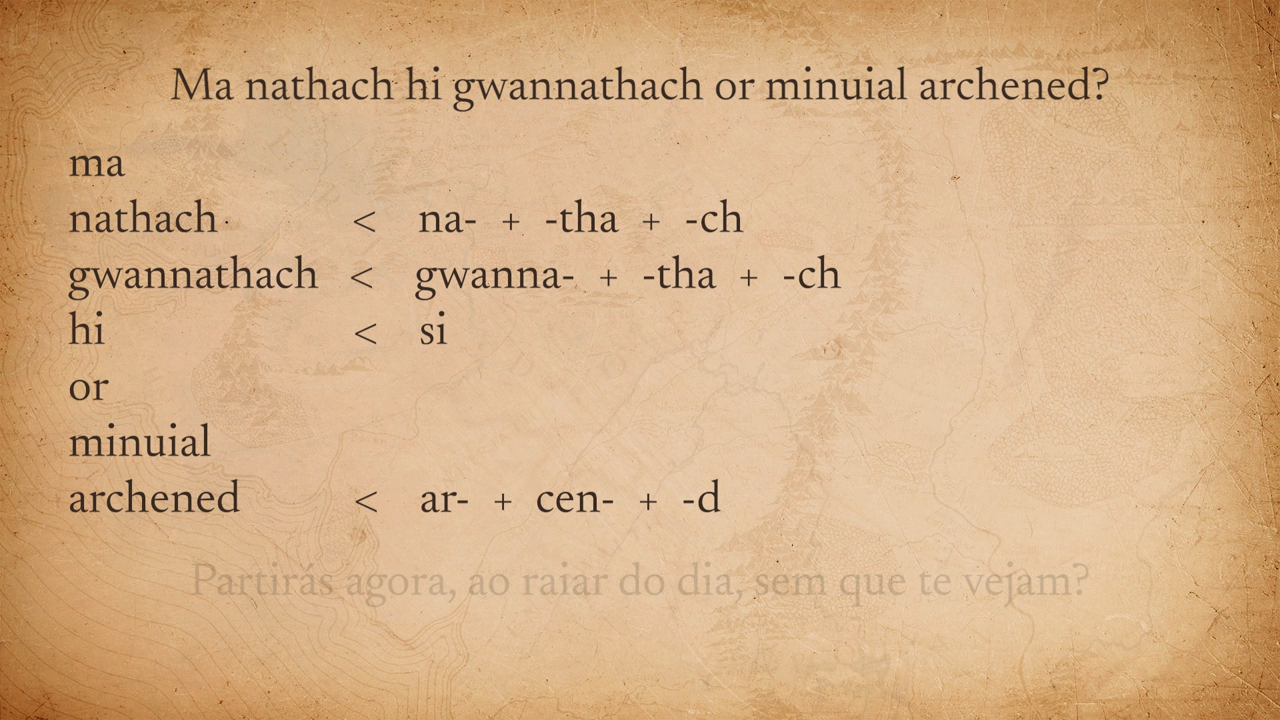 Ma nathach hi gwannathach or minuial archened?
ma
nathach < na- + -tha + -ch
gwannathach < gwanna- + -tha + -ch
hi < si
or
minuial
archened < ar- + cen- + -d
Partirás agora, ao raiar do dia, sem que te vejam?